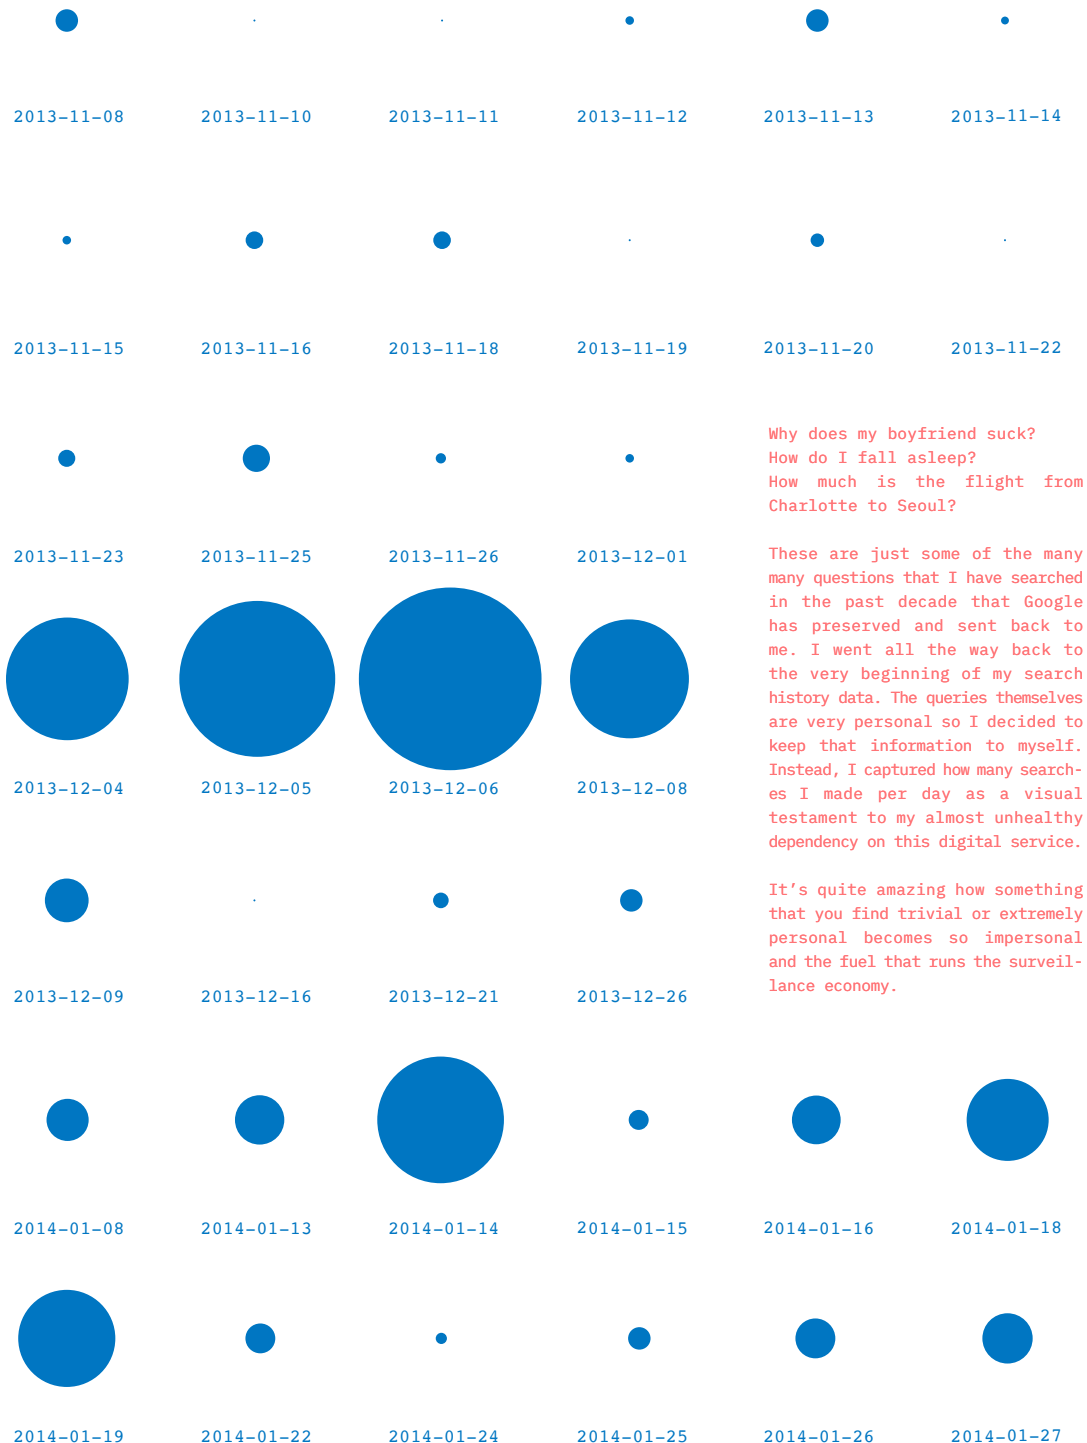 2013-11-08 2013-11-10 2013-11-11 2013-11-12 2013-11-13 2013-11-14
2013-11-15 2013-11-16 2013-11-18 2013-11-19 2013-11-20 2013-11-22
2013-11-23 2013-11-25 2013-11-26 2013-12-01
2013-12-04 2013-12-05 2013-12-06 2013-12-08
2013-12-09 2013-12-16 2013-12-21 2013-12-26
Why does my boyfriend suck?
How do I fall asleep?
How much is the flight from
Charlotte to Seoul?
These are just some of the many
many questions that I have searched
in the past decade that Google
has preserved and sent back to
me. I went all the way back to
the very beginning of my search
history data. The queries themselves
are very personal so I decided to
keep that information to myself.
Instead, I captured how many search-
es I made per day as a visual
testament to my almost unhealthy
dependency on this digital service.
It’s quite amazing how something
that you find trivial or extremely
personal becomes so impersonal
and the fuel that runs the surveil-
lance economy.
2014-01-08 2014-01-13 2014-01-14 2014-01-15 2014-01-16 2014-01-18
2014-01-19 2014-01-22 2014-01-24 2014-01-25 2014-01-26 2014-01-27